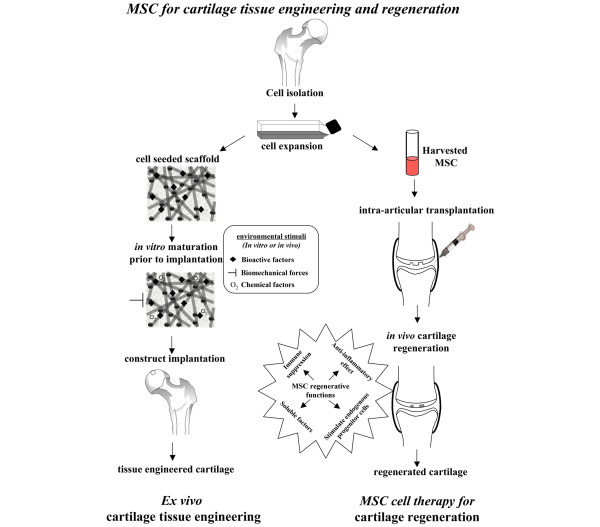 MSC for cartilage tissue engineering and regeneration
Cell isolation
cell expansion
cell seeded scaffold
in vitro maturation
prior to implantation
environmental stimuli
(In vitro or in vivo)
Bioactive factors
Biomechanical forces
O2 Chemical factors
construct implantation
tissue engineered cartilage
Ex vivo
cartilage tissue engineering
Harvested
MSC
intra-articular transplantation
in vivo cartilage
regeneration
Immune
suppression
Anti-inflammatory
effect
MSC regenerative
functions
Soluble factors
Stimulate endogenous
progenitor cells
regenerated cartilage
MSC cell therapy for
cartilage regeneration